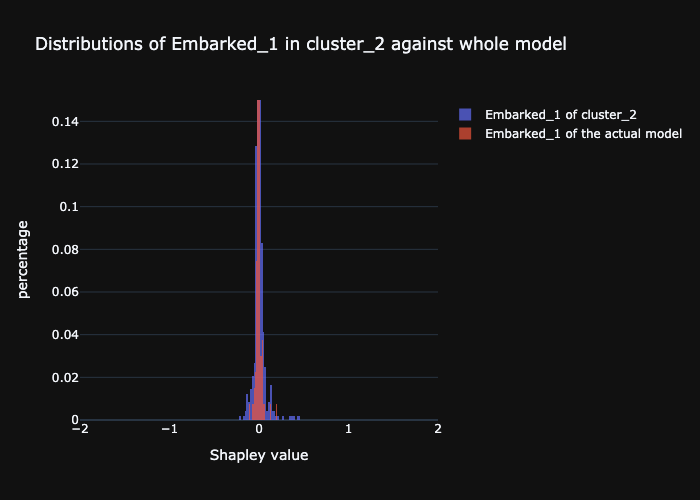 Distributions of Embarked_1 in cluster_2 against whole model
Embarked_1 of cluster_2
Embarked_1 of the actual model
percentage
0.14
0.12
0.1
0.08
0.06
0.04
0.02
0
−2
−1
0
1
2
Shapley value